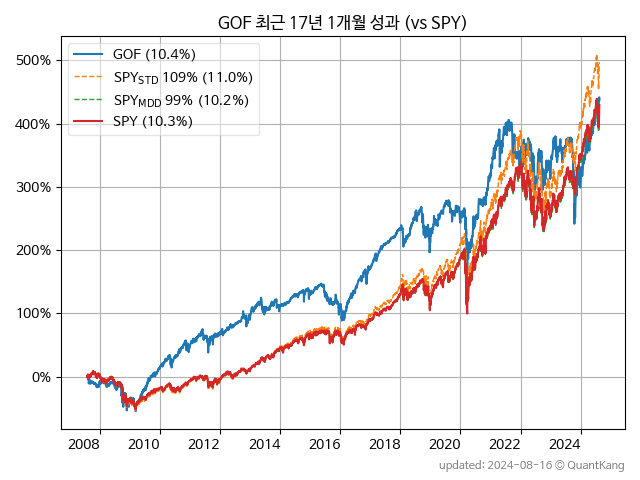 GOF 최근 17년 1개월 성과 (vs SPY)
GOF (10.4%)
SPY_STD 109% (11.0%)
SPY_MDD 99% (10.2%)
SPY (10.3%)
500%
400%
300%
200%
100%
0%
2008 2010 2012 2014 2016 2018 2020 2022 2024
updated: 2024-08-16 © QuantKang